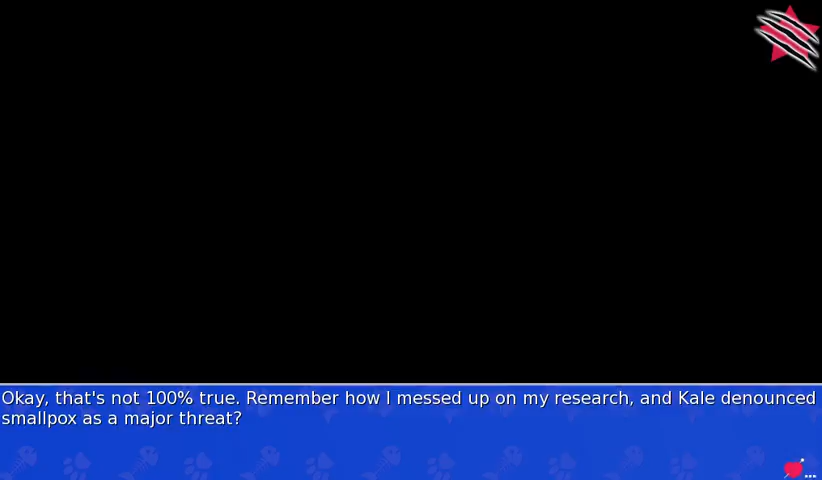 Okay, that's not 100% true. Remember how I messed up on my research, and Kale denounced
smallpox as a major threat?